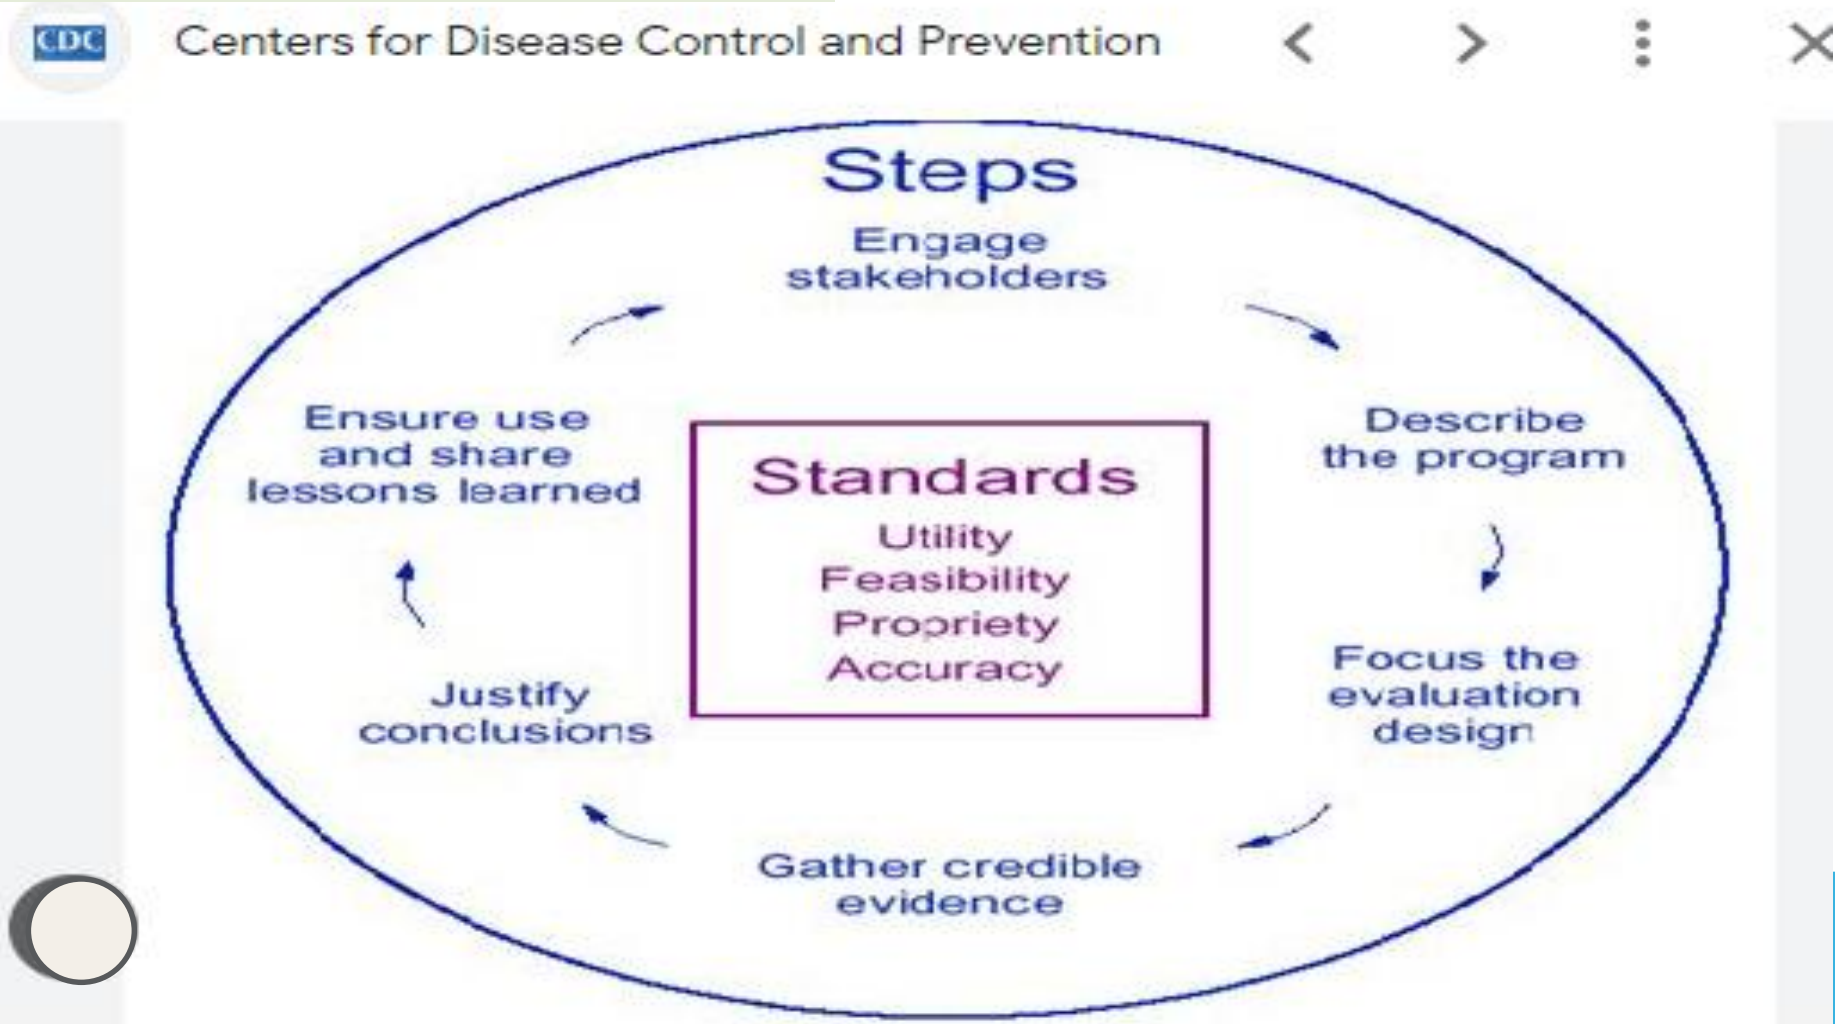 CDC Centers for Disease Control and Prevention
Steps
Engage
stakeholders
Describe
the program
Focus the
evaluation
design
Gather credible
evidence
Justify
conclusions
Ensure use
and share
lessons learned
Standards
Utility
Feasibility
Propriety
Accuracy